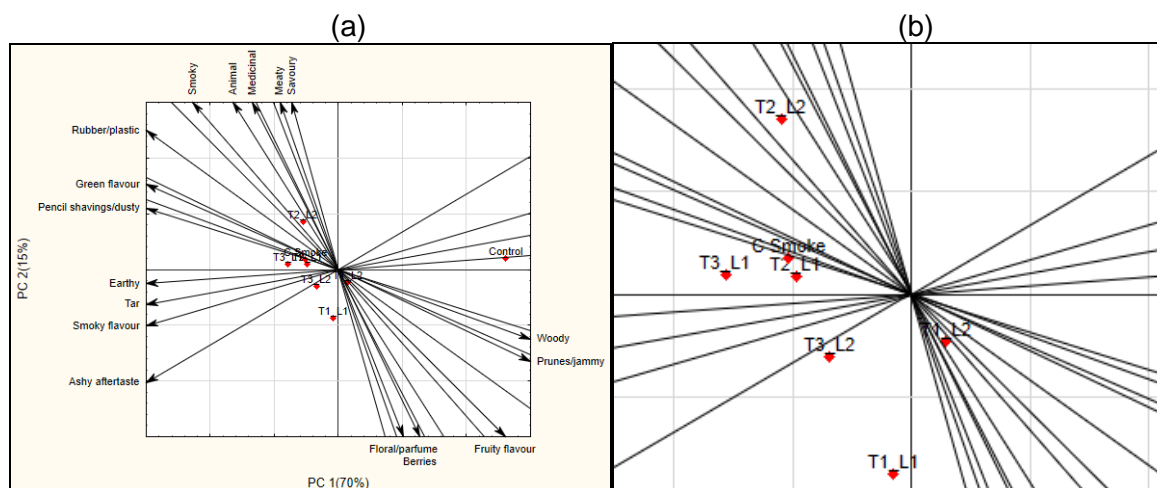 (a)
(b)
Smoky
Animal
Medicinal
Meaty
Savoury
Rubber/plastic
Green flavour
Pencil shavings/dusty
Earthy
Tar
Smoky flavour
Ashy aftertaste
PC 2(15%)
T2_L2
C Smoke
T3_L1
Control
T3_L2
T1_L1
Woody
Prunes/jammy
Floral/parfume
Berries
Fruity flavour
PC 1(70%)
T2_L2
C Smoke
T3_L1
T2_L1
T1_L2
T3_L2
T1_L1